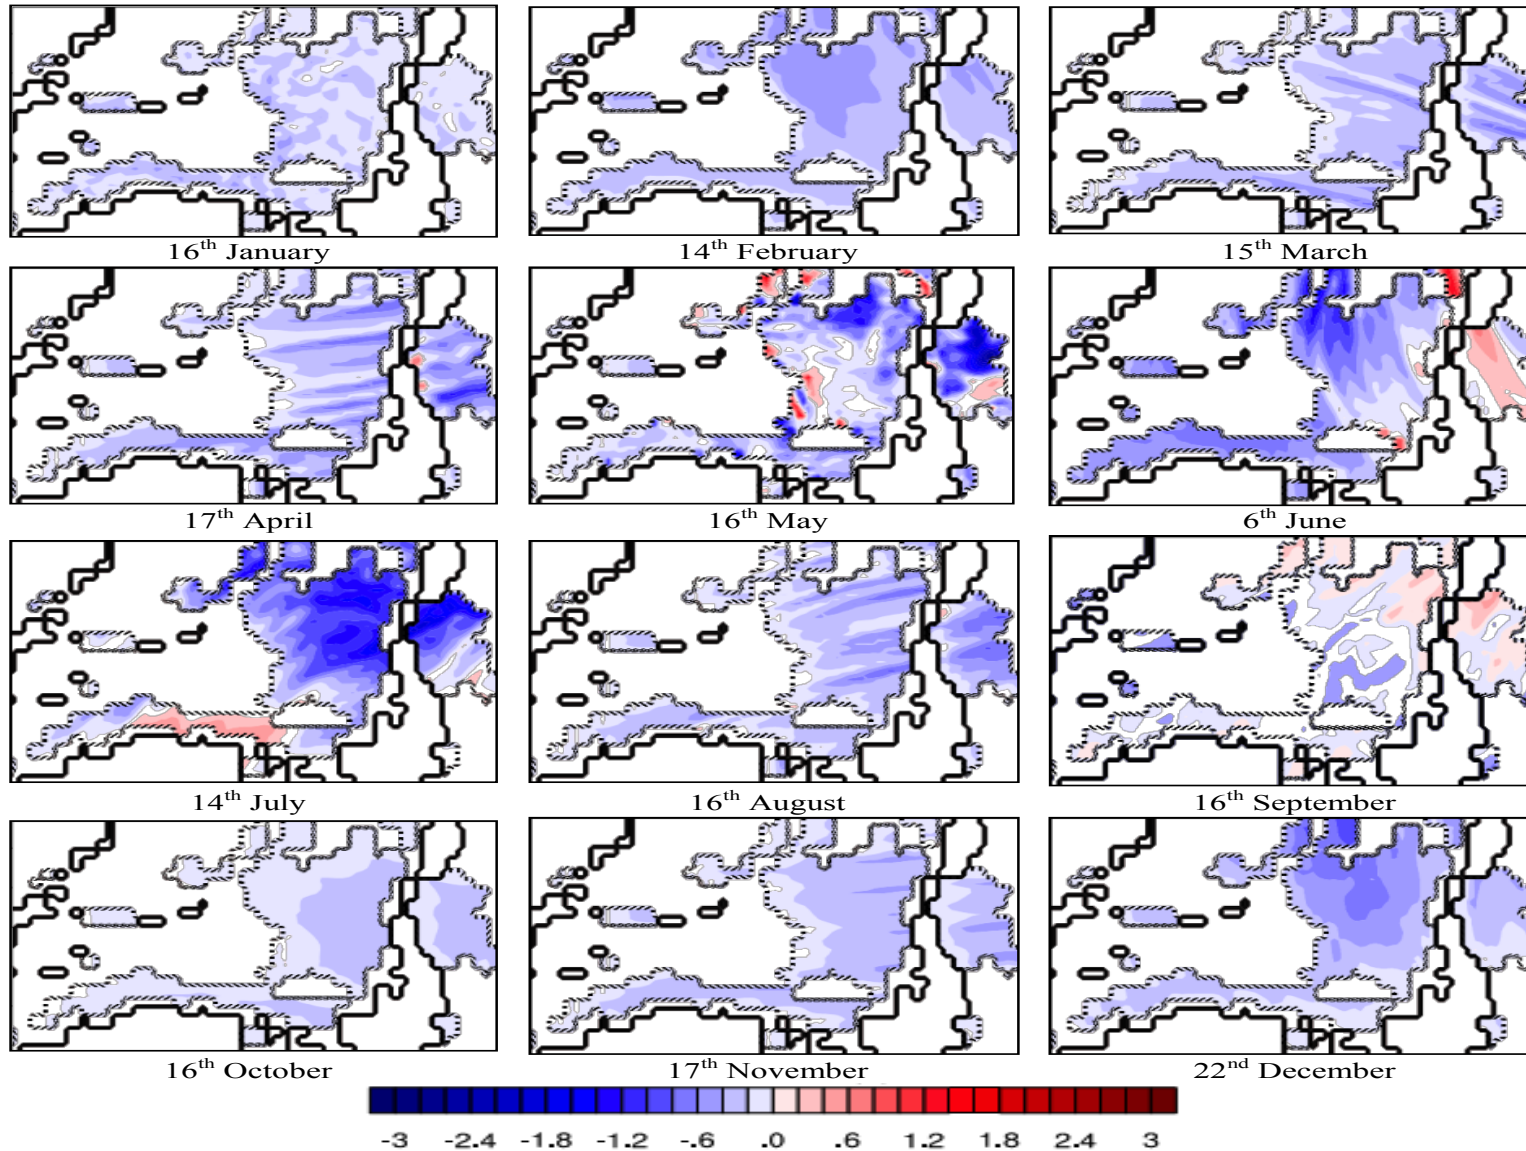 16th January 14th February 15th March
17th April 16th May 6th June
14th July 16th August 16th September
16th October 17th November 22nd December
-3 -2.4 -1.8 -1.2 -.6 .0 .6 1.2 1.8 2.4 3